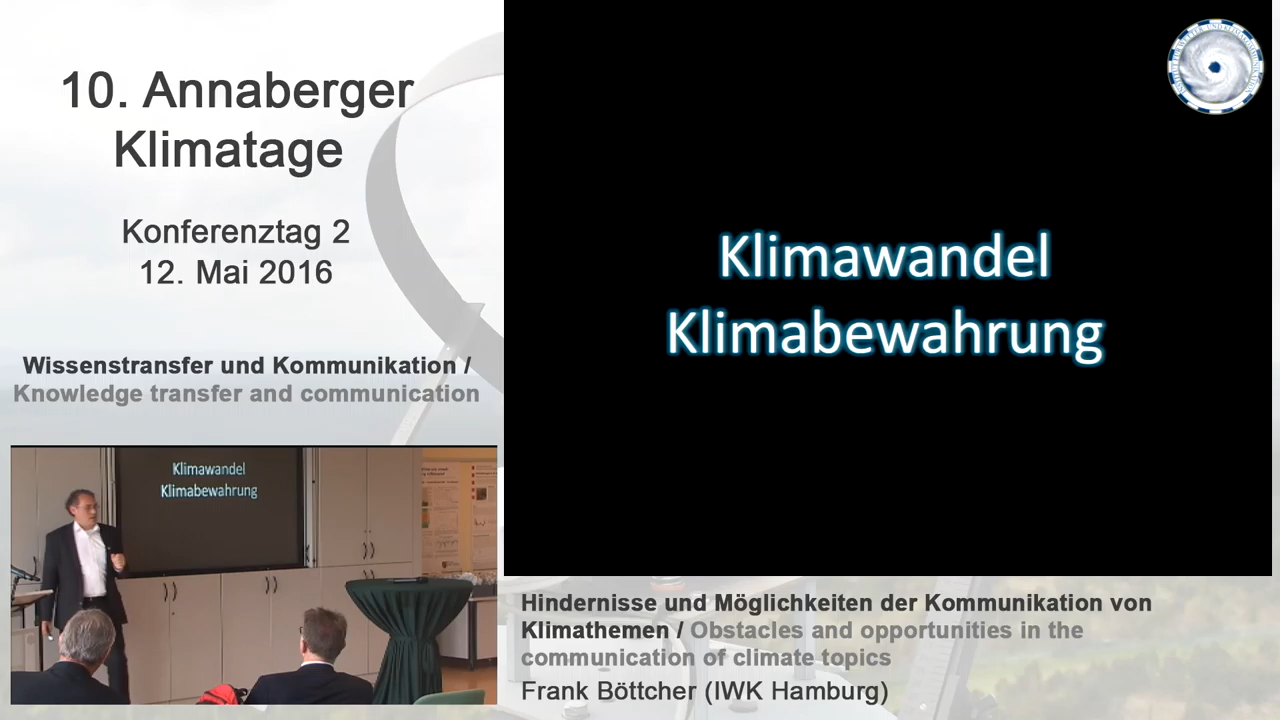 10. Annaberger
Klimatage
Konferenztag 2
12. Mai 2016
Wissenstransfer und Kommunikation /
Knowledge transfer and communication
Klimawandel
Klimabewahrung
Klimawandel
Klimabewahrung
Hindernisse und Möglichkeiten der Kommunikation von
Klimathemen / Obstacles and opportunities in the
communication of climate topics
Frank Böttcher (IWK Hamburg)